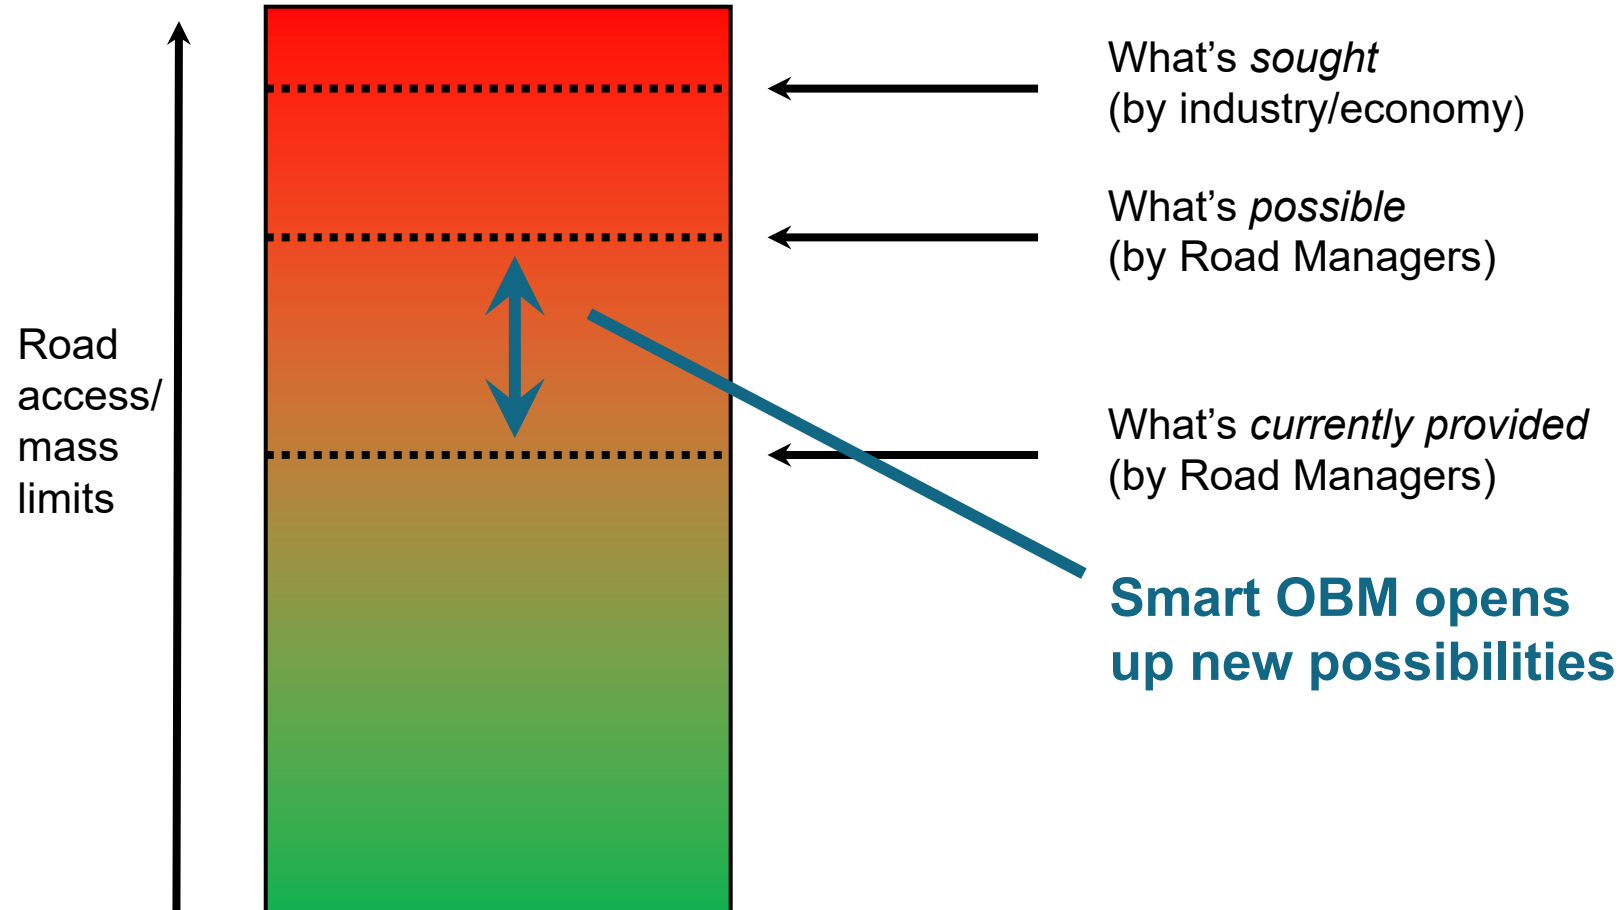 What’s sought
(by industry/economy)
What’s possible
(by Road Managers)
Road
access/
mass
limits
What’s currently provided
(by Road Managers)
Smart OBM opens
up new possibilities